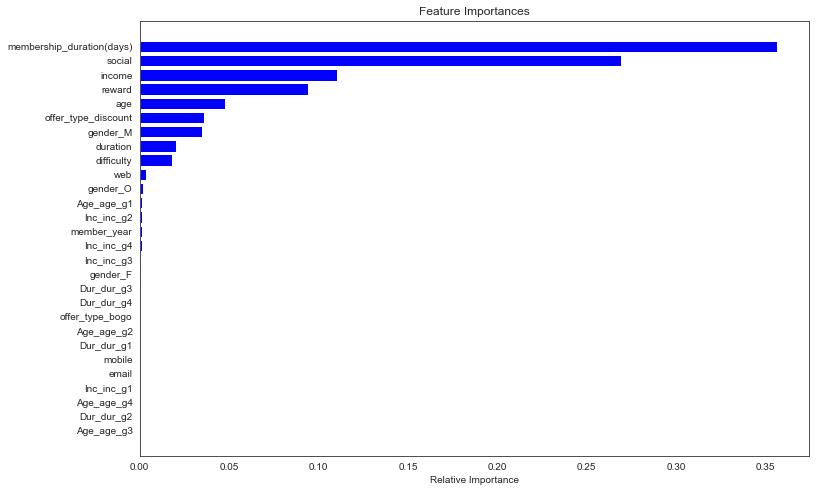 Feature Importances
membership_duration(days)
social
income
reward
age
offer_type_discount
gender_M
duration
difficulty
web
gender_O
Age_age_g1
Inc_inc_g2
member_year
Inc_inc_g4
Inc_inc_g3
gender_F
Dur_dur_g3
Dur_dur_g4
offer_type_bogo
Age_age_g2
Dur_dur_g1
mobile
email
Inc_inc_g1
Age_age_g4
Dur_dur_g2
Age_age_g3
0.00 0.05 0.10 0.15 0.20 0.25 0.30 0.35
Relative Importance